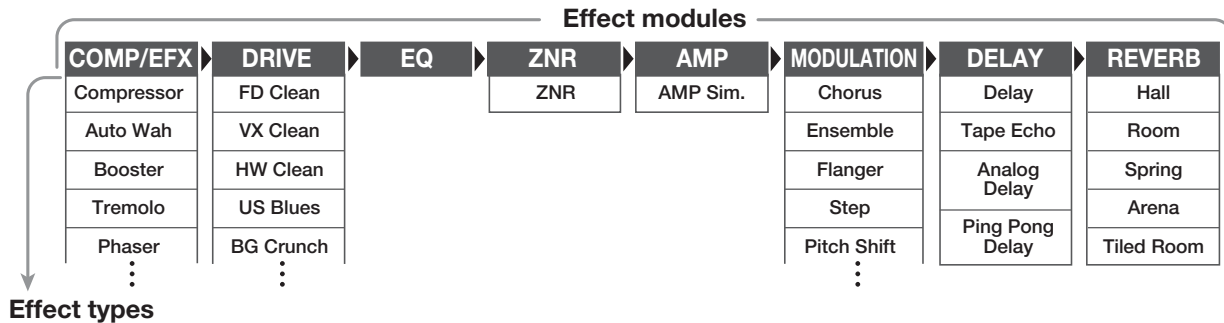 Effect modules
COMP/EFX DRIVE EQ ZNR AMP MODULATION DELAY REVERB
Compressor FD Clean ZNR AMP Sim. Chorus Delay Hall
Auto Wah VX Clean Ensemble Tape Echo Room
Booster HW Clean Flanger Analog Delay Spring
Tremolo US Blues Step Ping Pong Delay Arena
Phaser BG Crunch Pitch Shift Tiled Room
Effect types